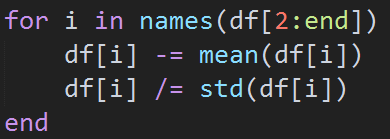 for i in names(df[2:end])
    df[i] -= mean(df[i])
    df[i] /= std(df[i])
end